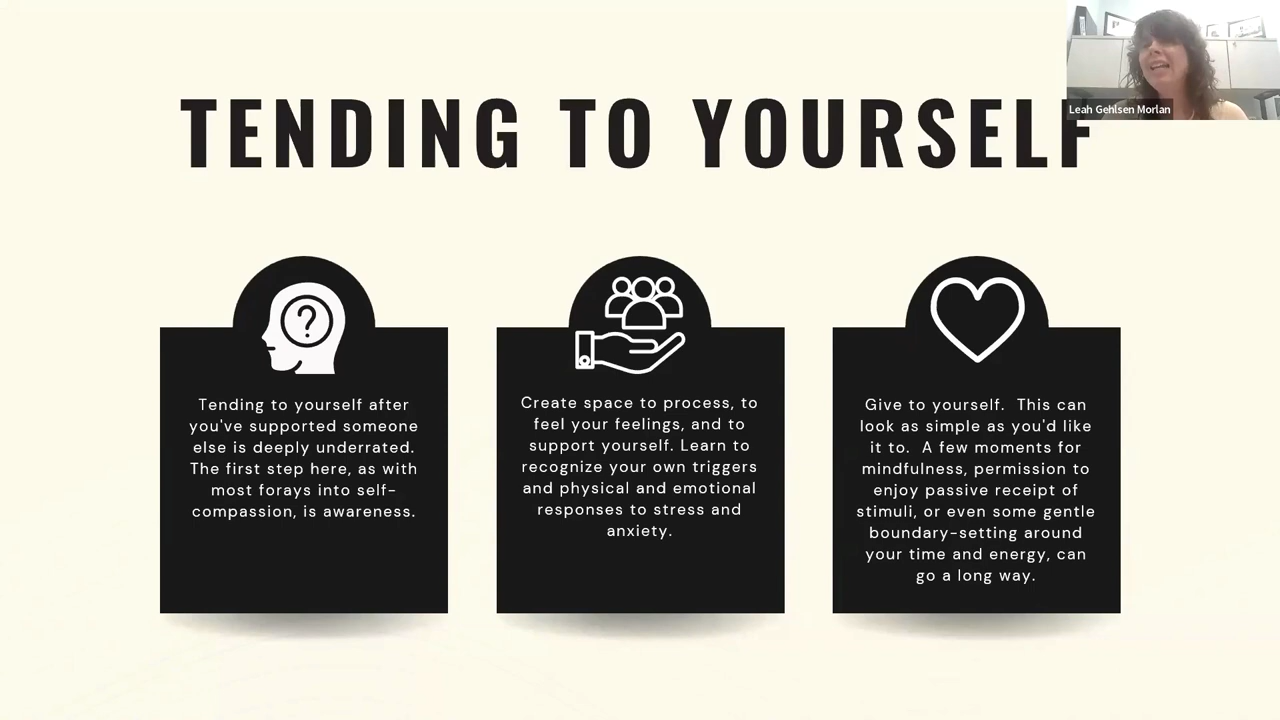 Leah Gehlsen Morlan
TENDING TO YOURSELF
Tending to yourself after
you've supported someone
else is deeply underrated.
The first step here, as with
most forays into self-
compassion, is awareness.
Create space to process, to
feel your feelings, and to
support yourself. Learn to
recognize your own triggers
and physical and emotional
responses to stress and
anxiety.
Give to yourself.  This can
look as simple as you'd like
it to.  A few moments for
mindfulness, permission to
enjoy passive receipt of
stimuli, or even some gentle
boundary-setting around
your time and energy, can
go a long way.